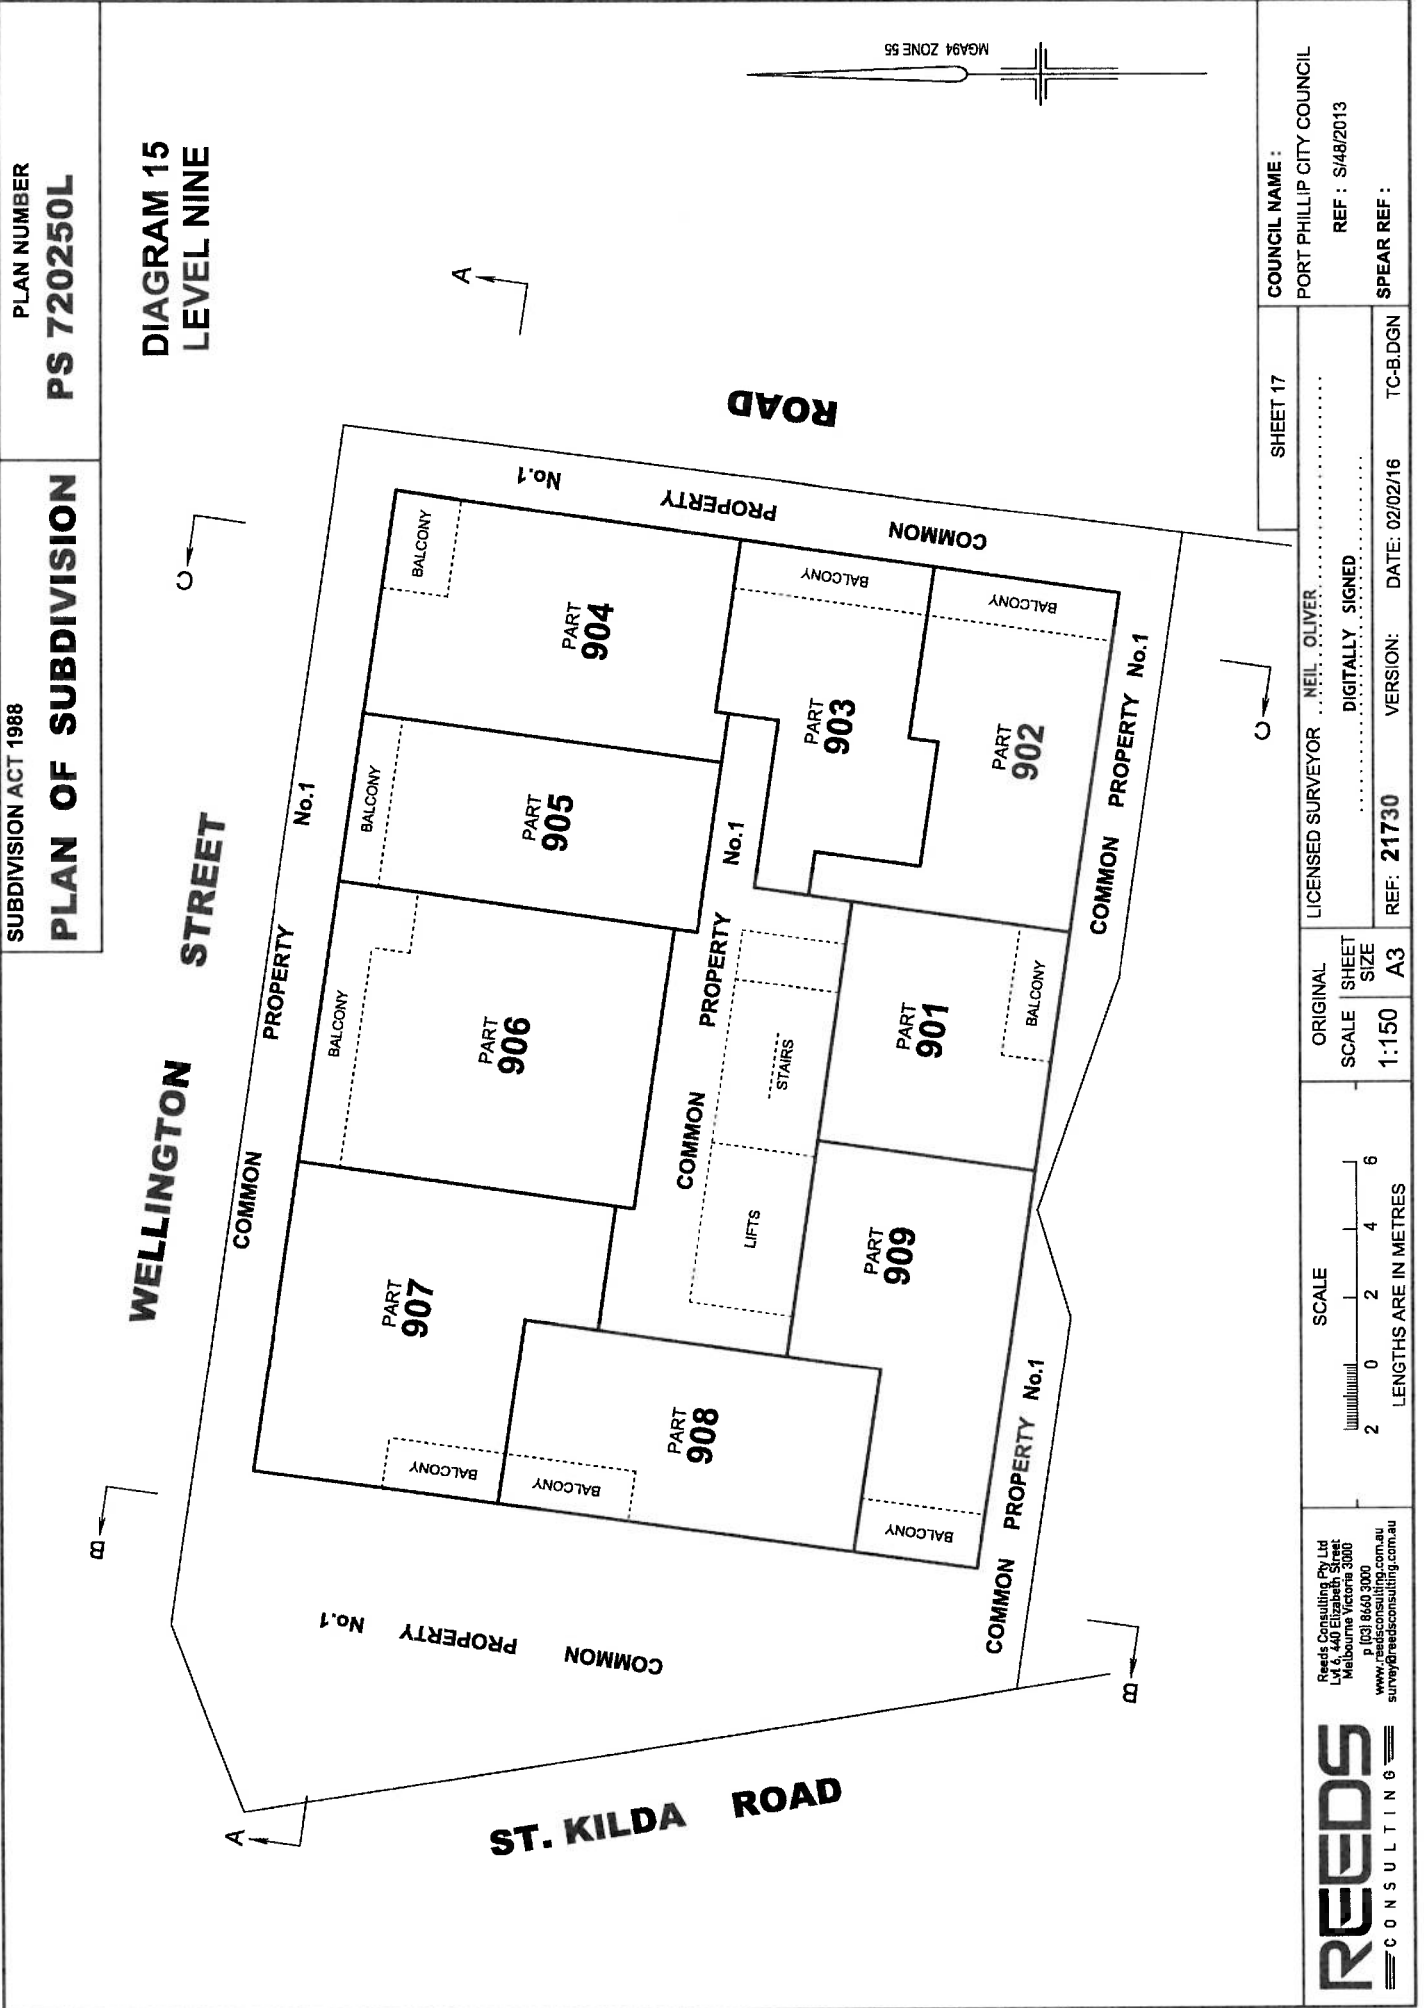 SUBDIVISION ACT 1988
PLAN OF SUBDIVISION
PLAN NUMBER
PS 720250L
DIAGRAM 15
LEVEL NINE
WELLINGTON STREET
COMMON PROPERTY No.1
BALCONY
PART
907
BALCONY
PART
906
BALCONY
PART
905
BALCONY
PART
904
COMMON PROPERTY No.1
ROAD
COMMON PROPERTY No.1
BALCONY
PART
908
COMMON PROPERTY No.1
LIFTS
STAIRS
BALCONY
PART
903
BALCONY
PART
909
PART
901
BALCONY
PART
902
BALCONY
COMMON PROPERTY No.1
COMMON PROPERTY No.1
ST. KILDA ROAD
A
A
B
B
C
C
MGA94 ZONE 55
REEDS
CONSULTING
Reeds Consulting Pty Ltd
Lvl 6, 440 Elizabeth Street
Melbourne Victoria 3000
p (03) 8660 3000
www.reedsconsulting.com.au
survey@reedsconsulting.com.au
SCALE
2 0 2 4 6
LENGTHS ARE IN METRES
ORIGINAL
SCALE
SHEET
SIZE
1:150
A3
LICENSED SURVEYOR NEIL OLIVER
DIGITALLY SIGNED
REF: 21730 VERSION: DATE: 02/02/16 TC-B.DGN
SHEET 17
COUNCIL NAME :
PORT PHILLIP CITY COUNCIL
REF : S/48/2013
SPEAR REF :